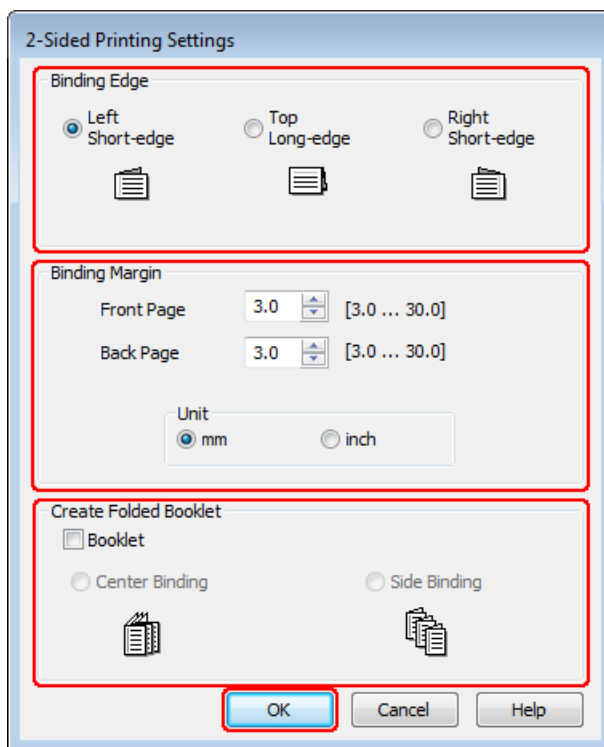 2-Sided Printing Settings
Binding Edge
Left Top Right
Short-edge Long-edge Short-edge
Binding Margin
Front Page 3.0 [3.0 ... 30.0]
Back Page 3.0 [3.0 ... 30.0]
Unit
mm inch
Create Folded Booklet
Booklet
Center Binding Side Binding
OK Cancel Help